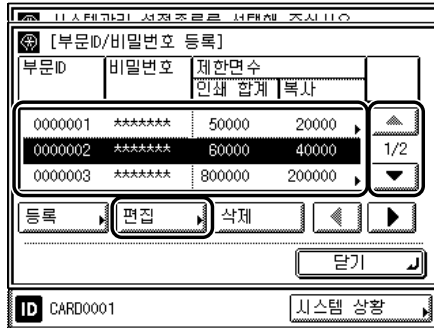 [부문ID/비밀번호 등록]
부문ID 비밀번호 제한면수
인쇄 합계 복사
0000001 ******* 50000 20000
0000002 ******* 60000 40000
1/2
0000003 ******* 800000 200000
등록 편집 삭제
닫기
ID CARD0001 시스템 상황